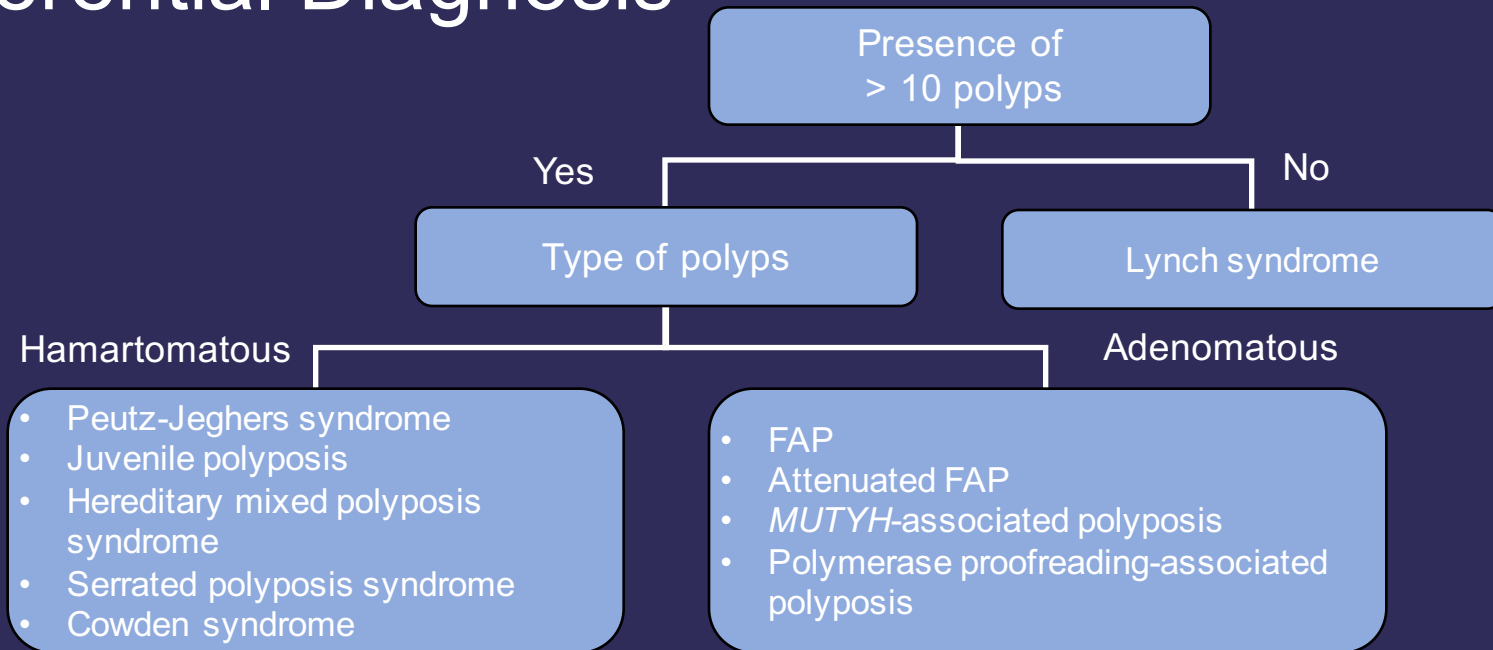 Diagnosis
Presence of
> 10 polyps
Yes
No
Type of polyps
Lynch syndrome
Hamartomatous
Adenomatous
• Peutz-Jeghers syndrome
• Juvenile polyposis
• Hereditary mixed polyposis
syndrome
• Serrated polyposis syndrome
• Cowden syndrome
• FAP
• Attenuated FAP
• MUTYH-associated polyposis
• Polymerase proofreading-associated
polyposis